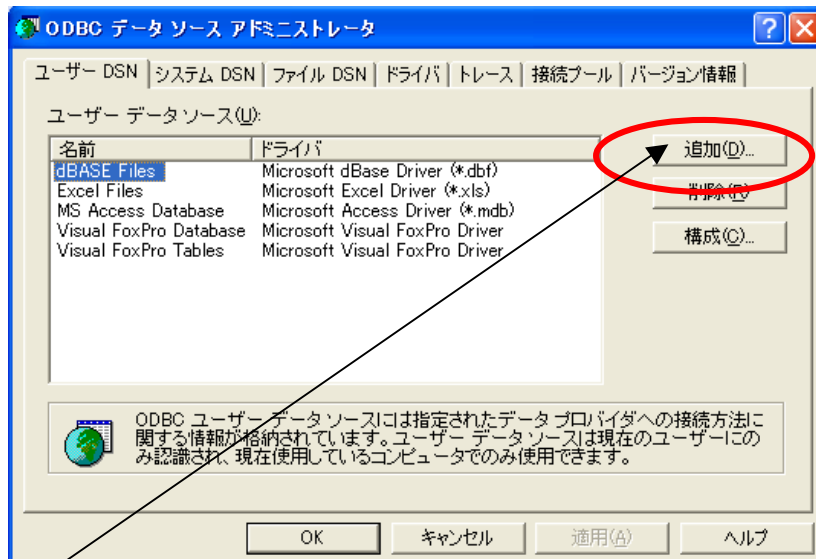 ODBC データ ソース アドミニストレータ
ユーザー DSN システム DSN ファイル DSN ドライバ トレース 接続プール バージョン情報
ユーザー データ ソース(U):
名前 ドライバ
dBASE Files Microsoft dBase Driver (*.dbf)
Excel Files Microsoft Excel Driver (*.xls)
MS Access Database Microsoft Access Driver (*.mdb)
Visual FoxPro Database Microsoft Visual FoxPro Driver
Visual FoxPro Tables Microsoft Visual FoxPro Driver
追加(D)...
削除(R)
構成(C)...
ODBC ユーザー データ ソースには指定されたデータ プロバイダへの接続方法に
関する情報が格納されています。ユーザー データ ソースは現在のユーザーにの
み認識され、現在使用しているコンピュータでのみ使用できます。
OK キャンセル 適用(A) ヘルプ